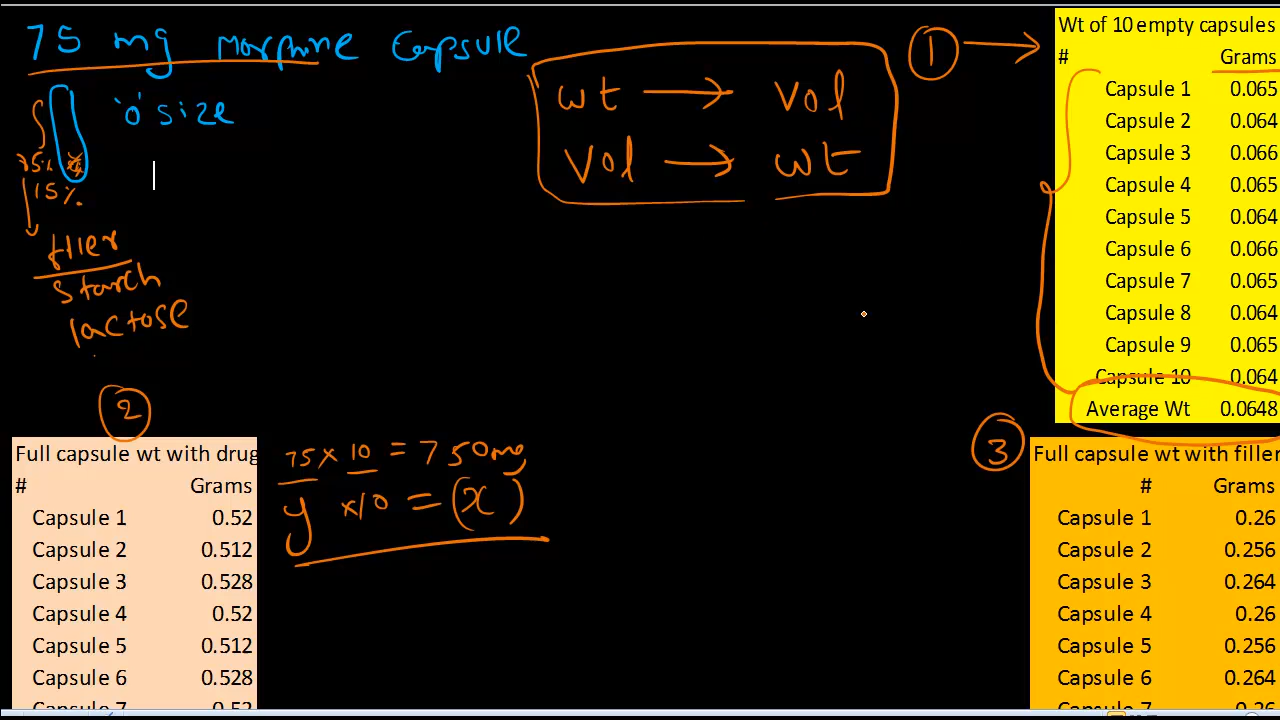 75 mg Morphine Capsule
'0' size
75%
15%
filler
starch
lactose
wt → vol
vol → wt
1
Wt of 10 empty capsules
# Grams
Capsule 1 0.065
Capsule 2 0.064
Capsule 3 0.066
Capsule 4 0.065
Capsule 5 0.064
Capsule 6 0.066
Capsule 7 0.065
Capsule 8 0.064
Capsule 9 0.065
Capsule 10 0.064
Average Wt 0.0648
2
Full capsule wt with drug
# Grams
Capsule 1 0.52
Capsule 2 0.512
Capsule 3 0.528
Capsule 4 0.52
Capsule 5 0.512
Capsule 6 0.528
75 x 10 = 750mg
y x10 = (x)
3
Full capsule wt with filler
# Grams
Capsule 1 0.26
Capsule 2 0.256
Capsule 3 0.264
Capsule 4 0.26
Capsule 5 0.256
Capsule 6 0.264